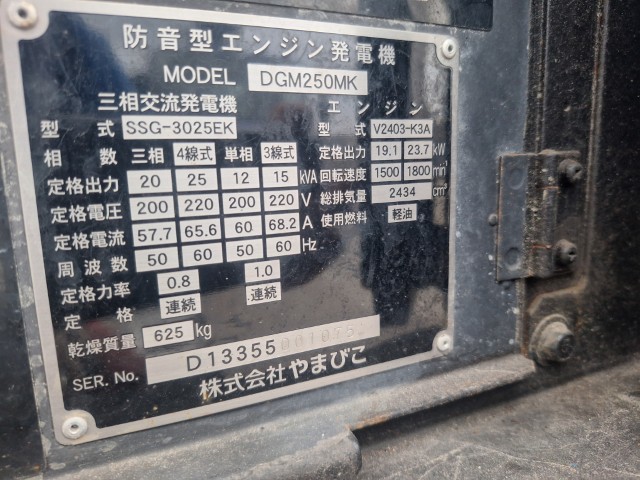 防音型エンジン発電機
MODEL DGM250MK
三相交流発電機
型式 SSG-3025EK
相数 三相 4線式 単相 3線式
定格出力 20 25 12 15 kVA
定格電圧 200 220 200 220 V
定格電流 57.7 65.6 60 68.2 A
周波数 50 60 50 60 Hz
定格力率 0.8 1.0
定格 連続 連続
乾燥質量 625 kg
エンジン
型式 V2403-K3A
定格出力 19.1 23.7 kW
回転速度 1500 1800 min⁻¹
総排気量 2434 cm³
使用燃料 軽油
SER. No. D13355
株式会社やまびこ